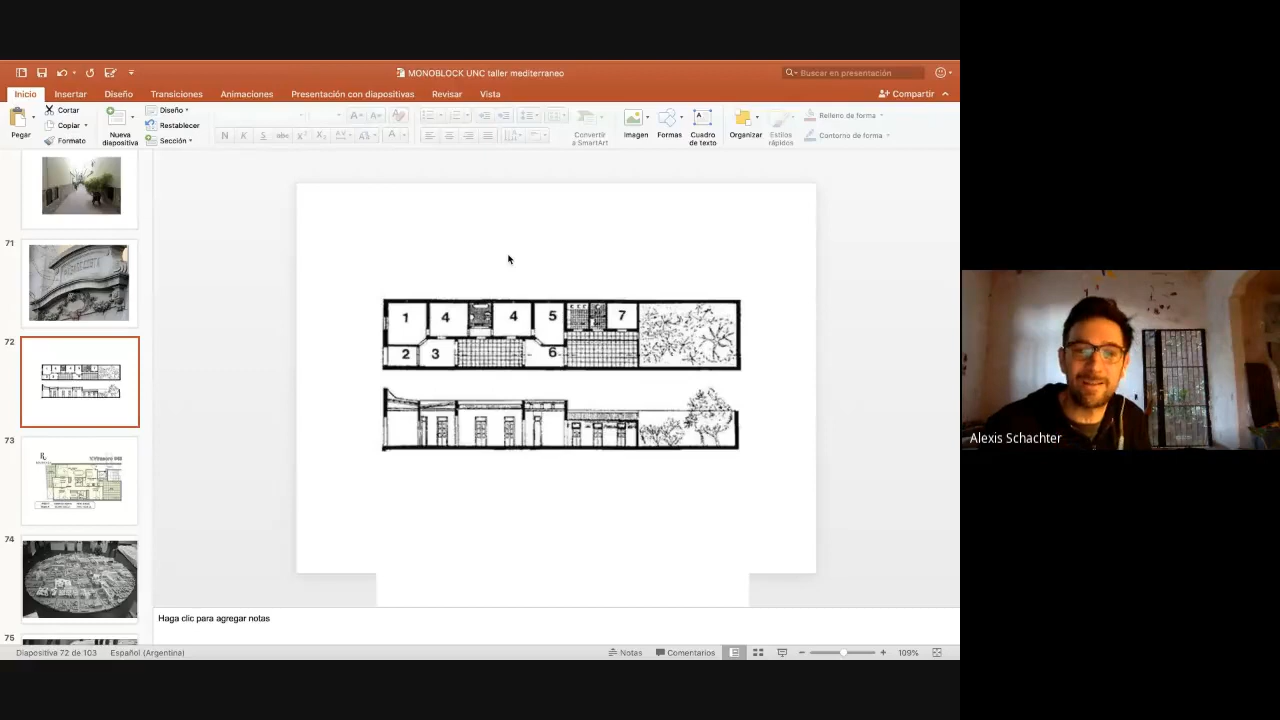 MONOBLOCK UNC taller mediterraneo
Buscar en presentación
Inicio Insertar Diseño Transiciones Animaciones Presentación con diapositivas Revisar Vista
Compartir
Pegar
Cortar
Copiar
Formato
Nueva
diapositiva
Diseño
Restablecer
Sección
N K S abc X² X₂
Convertir
a SmartArt
Imagen
Formas
Cuadro
de texto
Organizar
Estilos
rápidos
Relleno de forma
Contorno de forma
71
72
73
74
75
1 4 4 5 7
2 3 6
Alexis Schachter
Haga clic para agregar notas
Diapositiva 72 de 103 Español (Argentina)
Notas Comentarios 109%